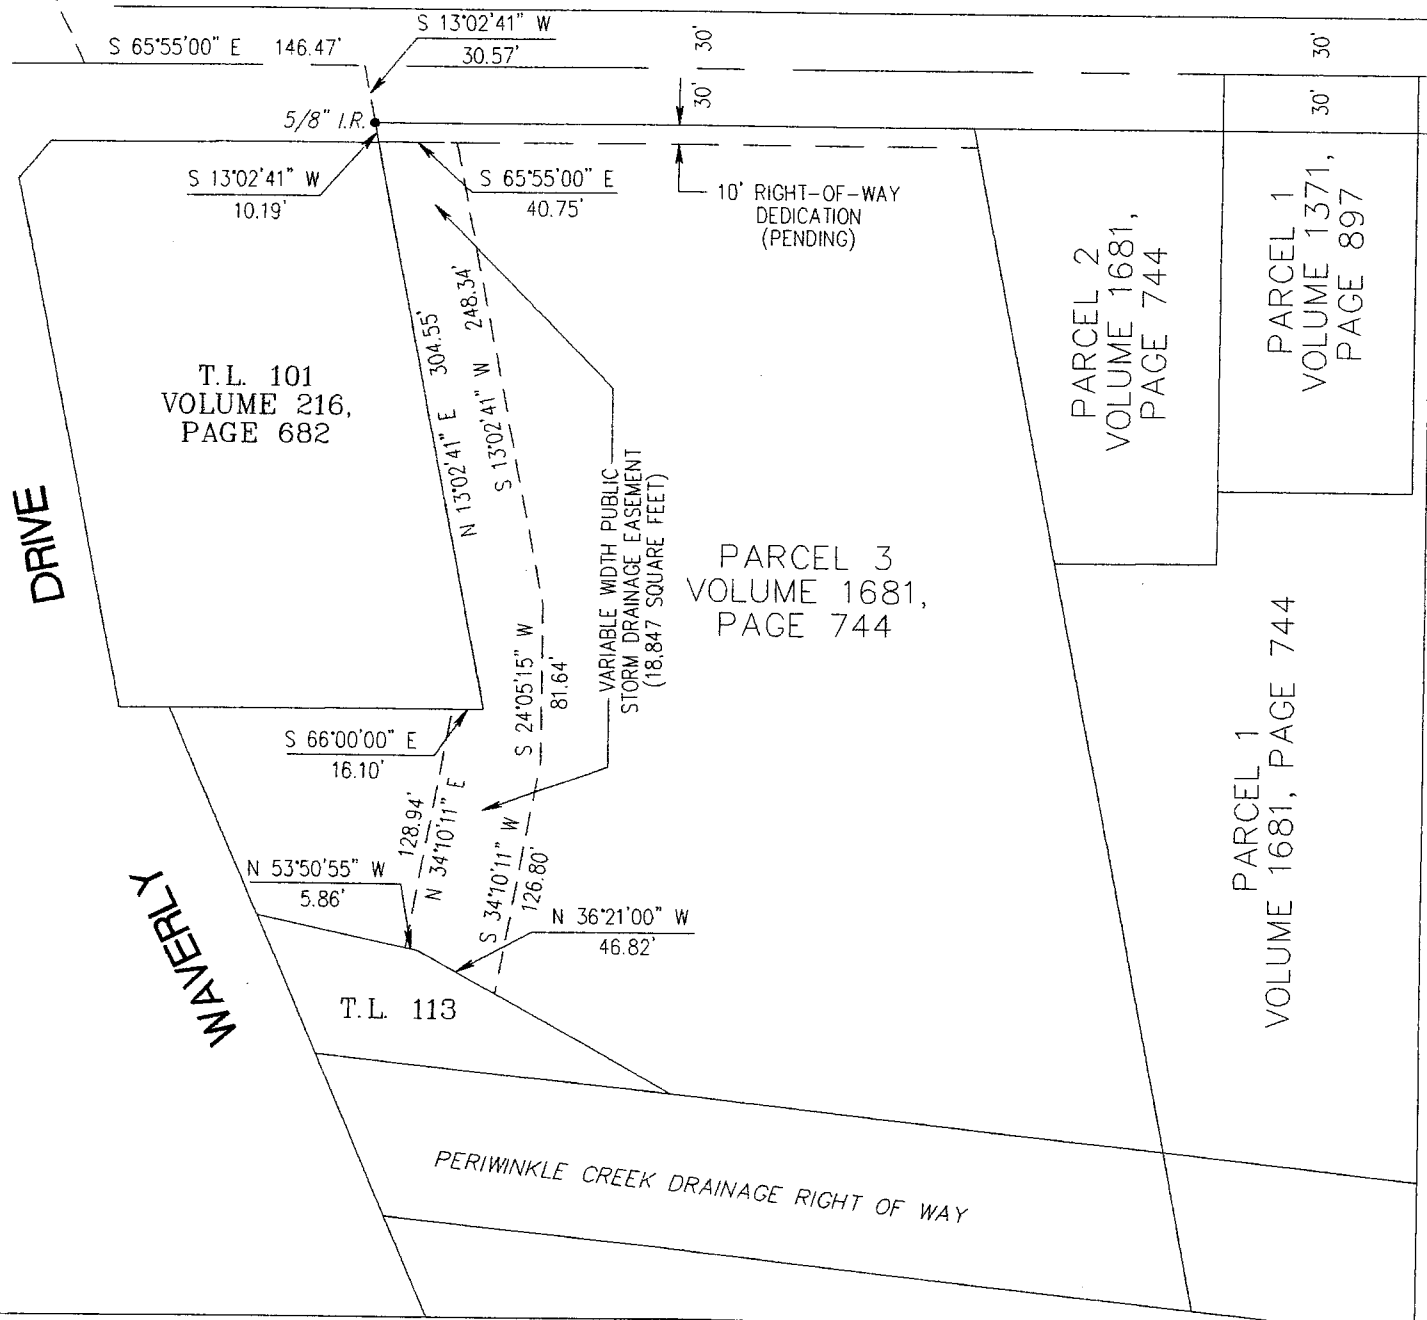 S 13°02'41" W
30.57'
30'
30'
S 65°55'00" E 146.47'
30'
30'
5/8" I.R.
S 13°02'41" W
10.19'
S 65°55'00" E
40.75'
10' RIGHT-OF-WAY
DEDICATION
(PENDING)
PARCEL 2
VOLUME 1681,
PAGE 744
PARCEL 1
VOLUME 1371,
PAGE 897
T.L. 101
VOLUME 216,
PAGE 682
N 13°02'41" E 304.55'
S 13°02'41" W 248.34'
VARIABLE WIDTH PUBLIC
STORM DRAINAGE EASEMENT
(18,847 SQUARE FEET)
DRIVE
PARCEL 3
VOLUME 1681,
PAGE 744
S 24°05'15" W
81.64'
S 66°00'00" E
16.10'
128.94'
N 34°10'11" E
S 34°10'11" W
126.80'
PARCEL 1
VOLUME 1681, PAGE 744
N 53°50'55" W
5.86'
N 36°21'00" W
46.82'
WAVERLY
T.L. 113
PERIWINKLE CREEK DRAINAGE RIGHT OF WAY